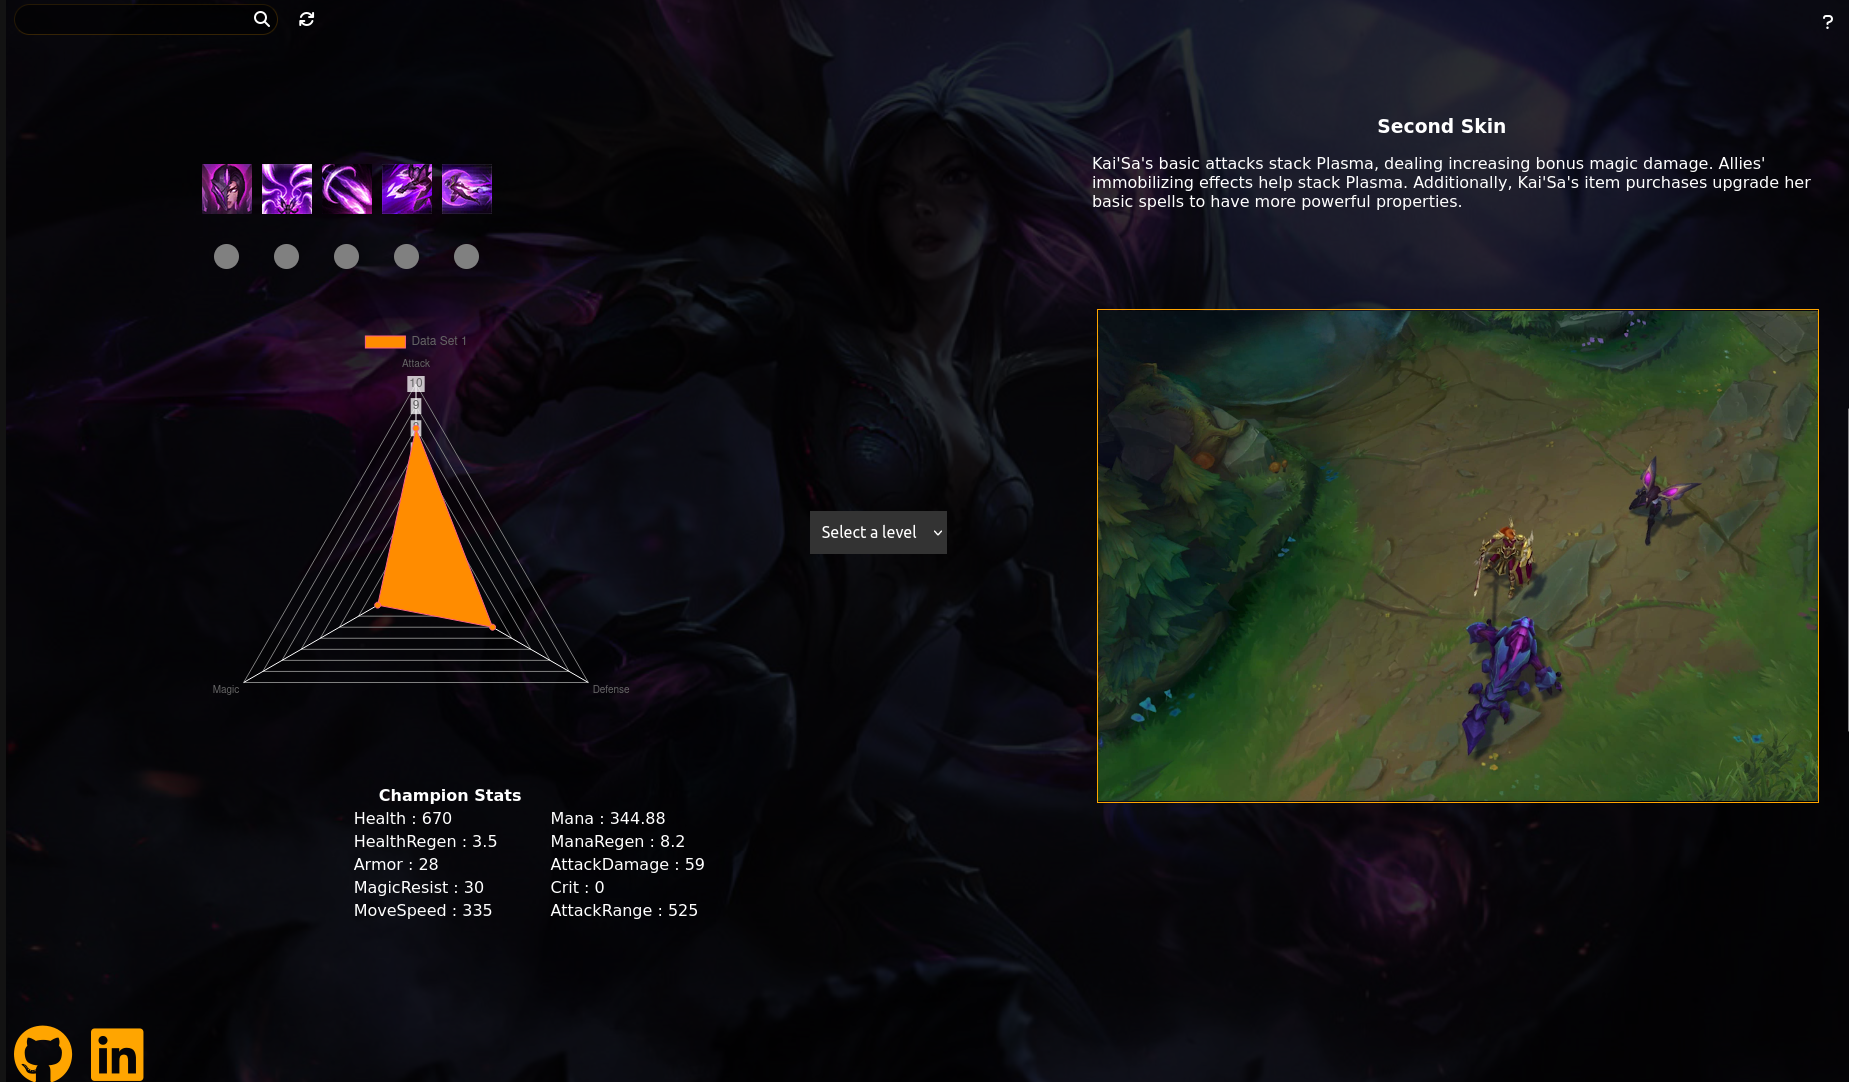 ?
Second Skin
Kai'Sa's basic attacks stack Plasma, dealing increasing bonus magic damage. Allies'
immobilizing effects help stack Plasma. Additionally, Kai'Sa's item purchases upgrade her
basic spells to have more powerful properties.
Data Set 1
Attack
10
9
8
Magic
Defense
Select a level
Champion Stats
Health : 670
Mana : 344.88
HealthRegen : 3.5
ManaRegen : 8.2
Armor : 28
AttackDamage : 59
MagicResist : 30
Crit : 0
MoveSpeed : 335
AttackRange : 525
in